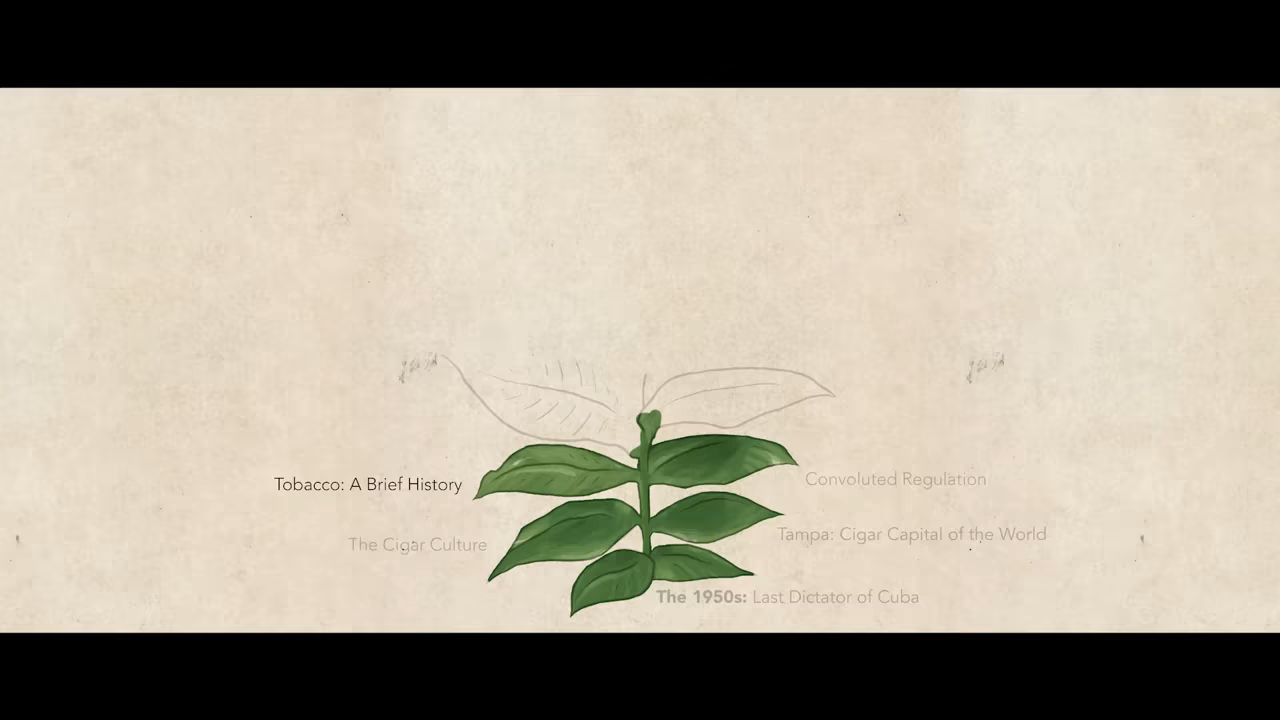 Tobacco: A Brief History
Convoluted Regulation
The Cigar Culture
Tampa: Cigar Capital of the World
The 1950s: Last Dictator of Cuba